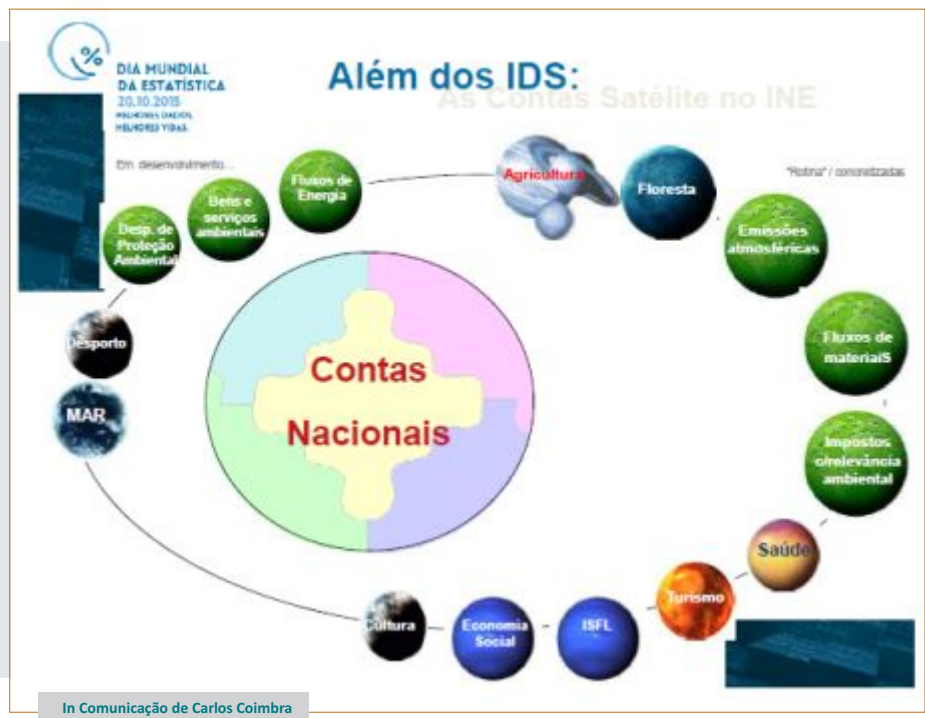 %
DIA MUNDIAL
DA ESTATÍSTICA
20.10.2015
MELHORES DADOS.
MELHORES VIDAS.
Além dos IDS:
As Contas Satélite no INE
Em desenvolvimento...
"Rotina" / concretizadas
Fluxos de
Energia
Bens e
serviços
ambientais
Desp. de
Proteção
Ambiental
Agricultura
Floresta
Emissões
atmosféricas
Desporto
MAR
Contas
Nacionais
Fluxos de
materiaiS
Impostos
c/relevância
ambiental
Saúde
Turismo
ISFL
Economia
Social
Cultura
In Comunicação de Carlos Coimbra